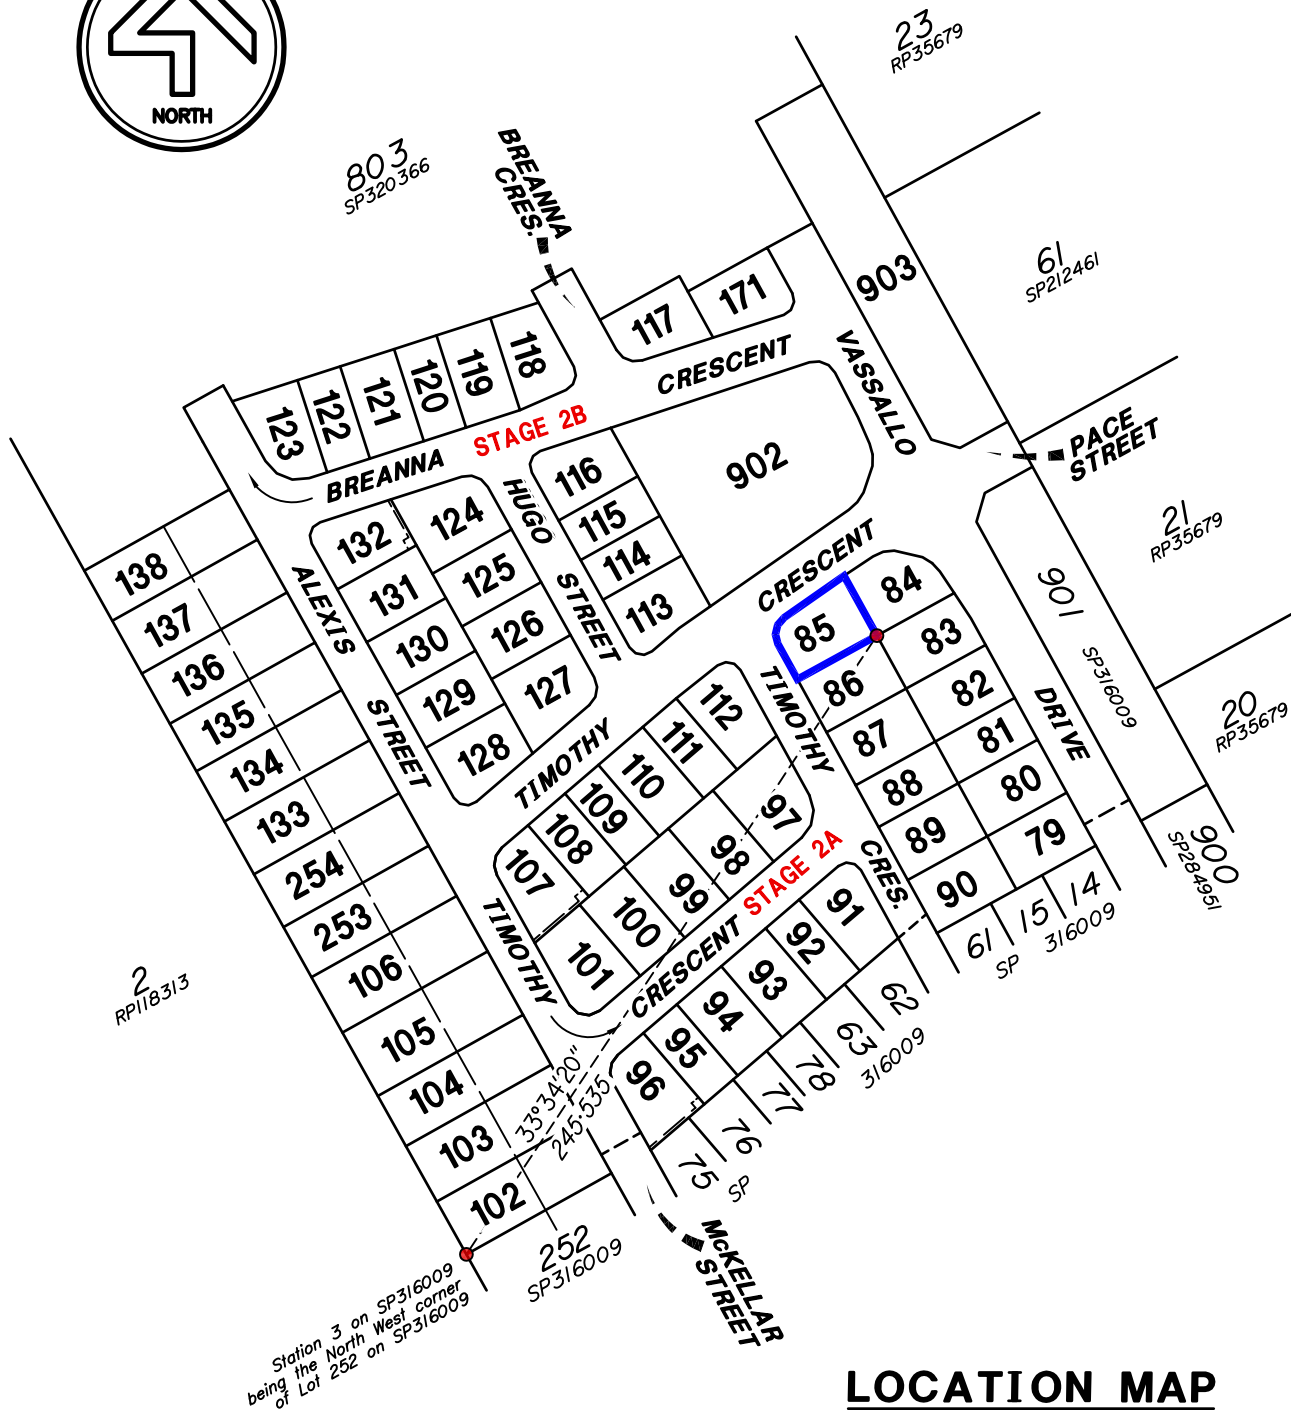 NORTH
23
RP35679
803
SP320366
BREANNA
CRES.
61
SP212461
903
171
117
118
119
120
121
122
123
CRESCENT
VASSALLO
STAGE 2B
BREANNA
PACE
STREET
902
116
115
114
113
HUGO
STREET
21
RP35679
132
124
131
125
130
126
129
127
128
ALEXIS
STREET
138
137
136
135
134
133
254
253
106
105
104
103
102
CRESCENT
85
84
83
86
82
87
81
88
80
89
79
90
901
SP316009
DRIVE
20
RP35679
900
SP284951
TIMOTHY
CRES.
TIMOTHY
112
111
110
109
108
107
97
98
99
100
101
STAGE 2A
CRESCENT
TIMOTHY
91
92
93
94
95
96
61
15
14
SP
316009
62
63
78
77
76
75
SP
316009
2
RP118313
33°34'20"
245·535
252
SP316009
McKELLAR
STREET
Station 3 on SP316009
being the North West corner
of Lot 252 on SP316009
LOCATION MAP